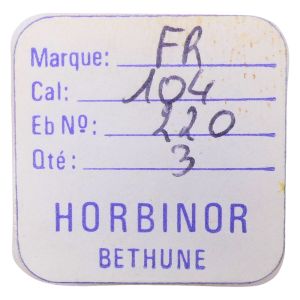 Marque: FR
Cal: 104
Eb Nº: 220
Qté: 3
HORBINOR
BETHUNE